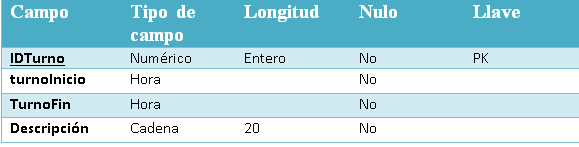 Campo Tipo de campo Longitud Nulo Llave
IDTurno Numérico Entero No PK
turnoInicio Hora No
TurnoFin Hora No
Descripción Cadena 20 No